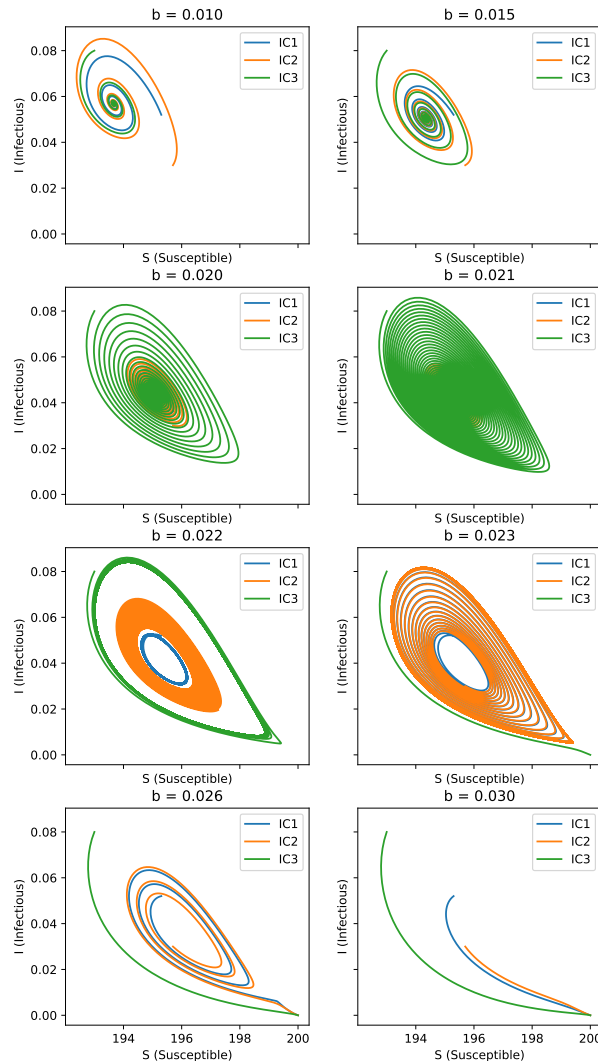 b = 0.010
b = 0.015
I (Infectious)
0.08
0.06
0.04
0.02
0.00
IC1
IC2
IC3
S (Susceptible)
I (Infectious)
IC1
IC2
IC3
S (Susceptible)
b = 0.020
b = 0.021
I (Infectious)
0.08
0.06
0.04
0.02
0.00
IC1
IC2
IC3
S (Susceptible)
I (Infectious)
IC1
IC2
IC3
S (Susceptible)
b = 0.022
b = 0.023
I (Infectious)
0.08
0.06
0.04
0.02
0.00
IC1
IC2
IC3
S (Susceptible)
I (Infectious)
IC1
IC2
IC3
S (Susceptible)
b = 0.026
b = 0.030
I (Infectious)
0.08
0.06
0.04
0.02
0.00
IC1
IC2
IC3
194
196
198
200
S (Susceptible)
I (Infectious)
IC1
IC2
IC3
194
196
198
200
S (Susceptible)